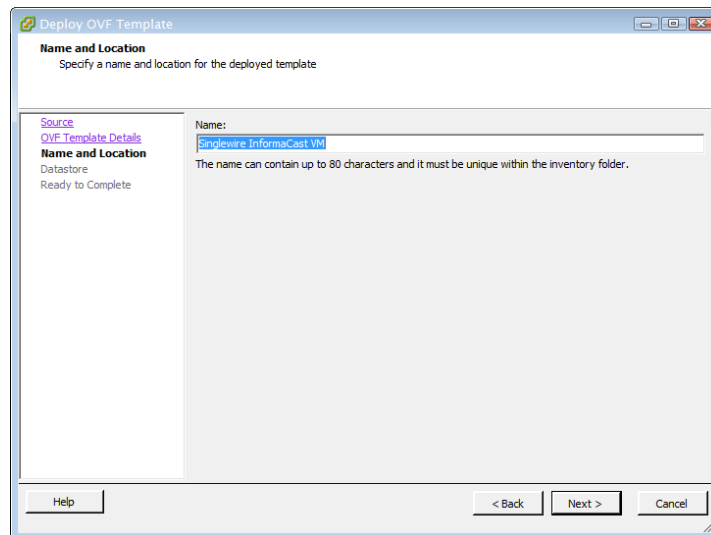 Deploy OVF Template
Name and Location
Specify a name and location for the deployed template
Source
OVF Template Details
Name and Location
Datastore
Ready to Complete
Name:
Singlewire InformaCast VM
The name can contain up to 80 characters and it must be unique within the inventory folder.
Help
< Back
Next >
Cancel